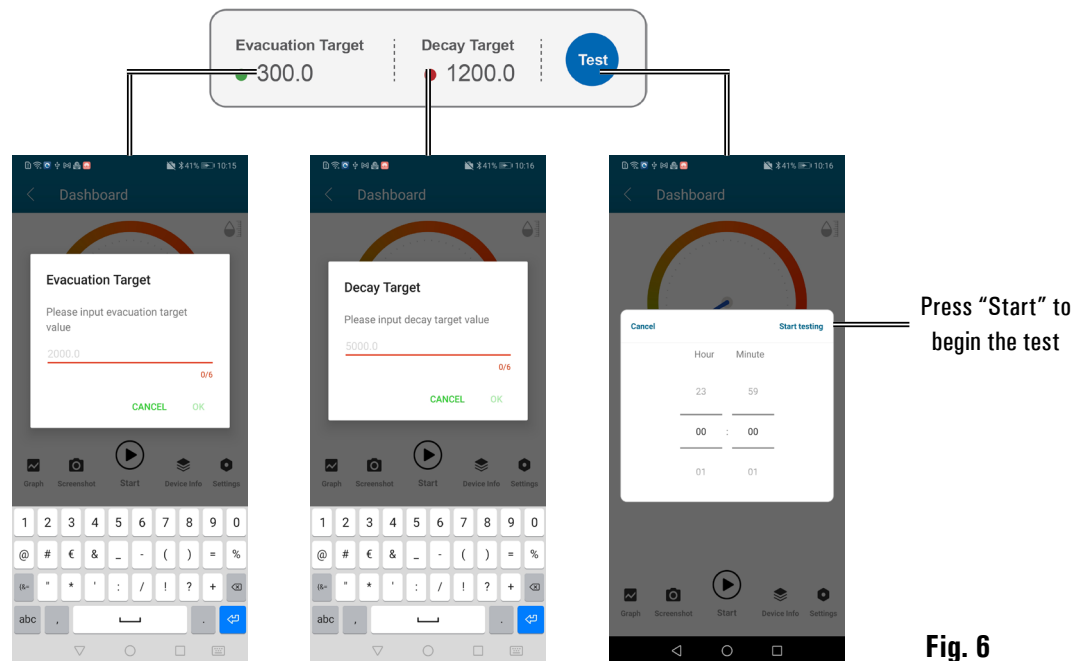 Evacuation Target
300.0
Decay Target
1200.0
Test
41% 10:15
Dashboard
Evacuation Target
Please input evacuation target
value
2000.0
0/6
CANCEL OK
Graph Screenshot Start Device Info Settings
1 2 3 4 5 6 7 8 9 0
@ # € & _ - ( ) = %
{&~ " * ' : / ! ? +
abc , .
41% 10:16
Dashboard
Decay Target
Please input decay target value
5000.0
0/6
CANCEL OK
Graph Screenshot Start Device Info Settings
1 2 3 4 5 6 7 8 9 0
@ # € & _ - ( ) = %
{&~ " * ' : / ! ? +
abc , .
41% 10:16
Dashboard
Cancel Start testing
Hour Minute
23 59
00 : 00
01 01
Graph Screenshot Start Device Info Settings
Press “Start” to
begin the test
Fig. 6